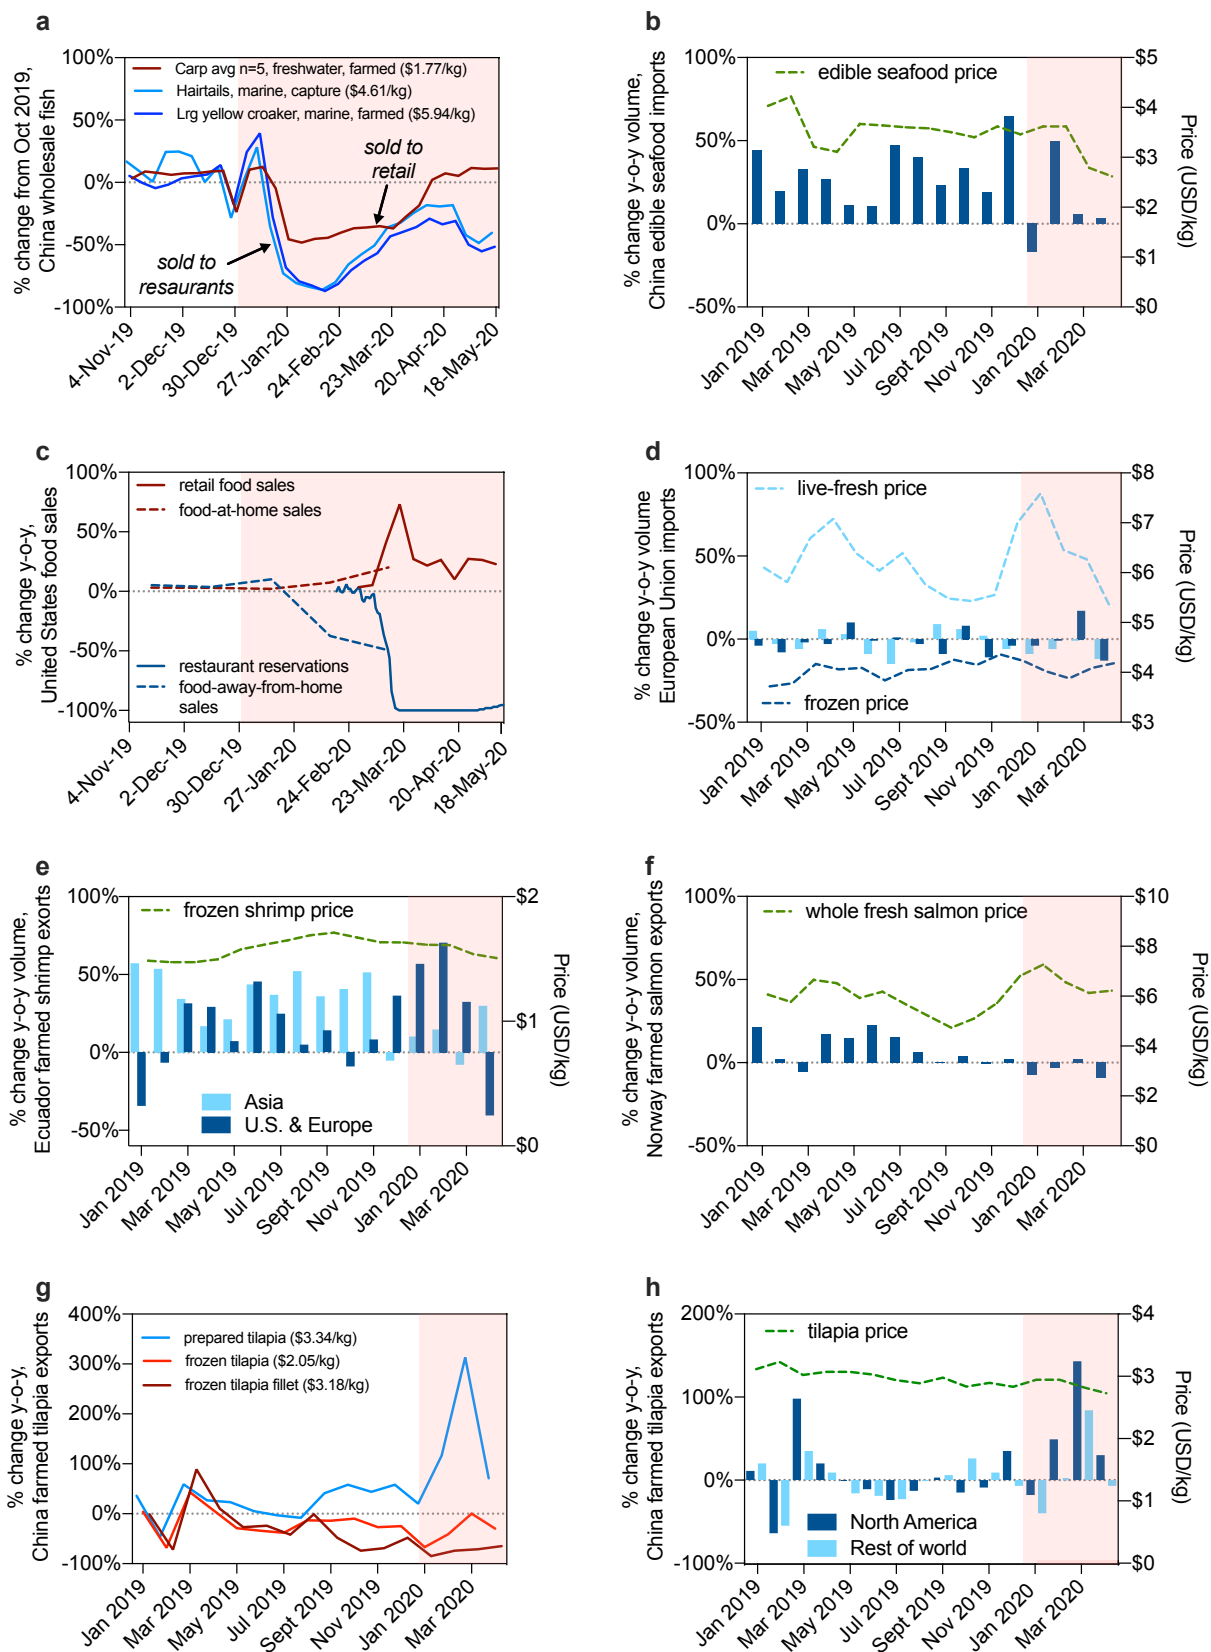 a
% change from Oct 2019,
China wholesale fish
100%
50%
0%
-50%
-100%
Carp avg n=5, freshwater, farmed ($1.77/kg)
Hairtails, marine, capture ($4.61/kg)
Lrg yellow croaker, marine, farmed ($5.94/kg)
sold to
retail
sold to
resaurants
4-Nov-19
2-Dec-19
30-Dec-19
27-Jan-20
24-Feb-20
23-Mar-20
20-Apr-20
18-May-20
b
% change y-o-y volume,
China edible seafood imports
100%
50%
0%
-50%
edible seafood price
$5
$4
$3
$2
$1
$0
Price (USD/kg)
Jan 2019
Mar 2019
May 2019
Jul 2019
Sept 2019
Nov 2019
Jan 2020
Mar 2020
c
% change y-o-y,
United States food sales
100%
50%
0%
-50%
-100%
retail food sales
food-at-home sales
restaurant reservations
food-away-from-home
sales
4-Nov-19
2-Dec-19
30-Dec-19
27-Jan-20
24-Feb-20
23-Mar-20
20-Apr-20
18-May-20
d
% change y-o-y volume
European Union imports
100%
50%
0%
-50%
live-fresh price
frozen price
$8
$7
$6
$5
$4
$3
Price (USD/kg)
Jan 2019
Mar 2019
May 2019
Jul 2019
Sept 2019
Nov 2019
Jan 2020
Mar 2020
e
% change y-o-y volume,
Ecuador farmed shrimp exorts
100%
50%
0%
-50%
frozen shrimp price
Asia
U.S. & Europe
$2
$1
$0
Price (USD/kg)
Jan 2019
Mar 2019
May 2019
Jul 2019
Sept 2019
Nov 2019
Jan 2020
Mar 2020
f
% change y-o-y volume,
Norway farmed salmon exports
100%
50%
0%
-50%
whole fresh salmon price
$10
$8
$6
$4
$2
$0
Price (USD/kg)
Jan 2019
Mar 2019
May 2019
Jul 2019
Sept 2019
Nov 2019
Jan 2020
Mar 2020
g
% change y-o-y,
China farmed tilapia exports
400%
300%
200%
100%
0%
-100%
prepared tilapia ($3.34/kg)
frozen tilapia ($2.05/kg)
frozen tilapia fillet ($3.18/kg)
Jan 2019
Mar 2019
May 2019
Jul 2019
Sept 2019
Nov 2019
Jan 2020
Mar 2020
h
% change y-o-y,
China farmed tilapia exports
200%
100%
0%
-100%
tilapia price
North America
Rest of world
$4
$3
$2
$1
$0
Price (USD/kg)
Jan 2019
Mar 2019
May 2019
Jul 2019
Sept 2019
Nov 2019
Jan 2020
Mar 2020